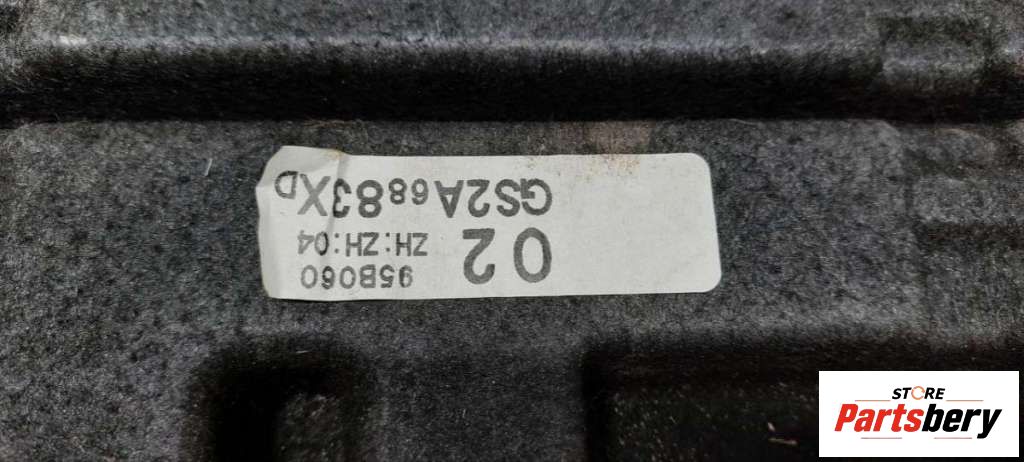 02 95B060
ZH:ZH:04
GS2A6883XD
STORE
Partsbery